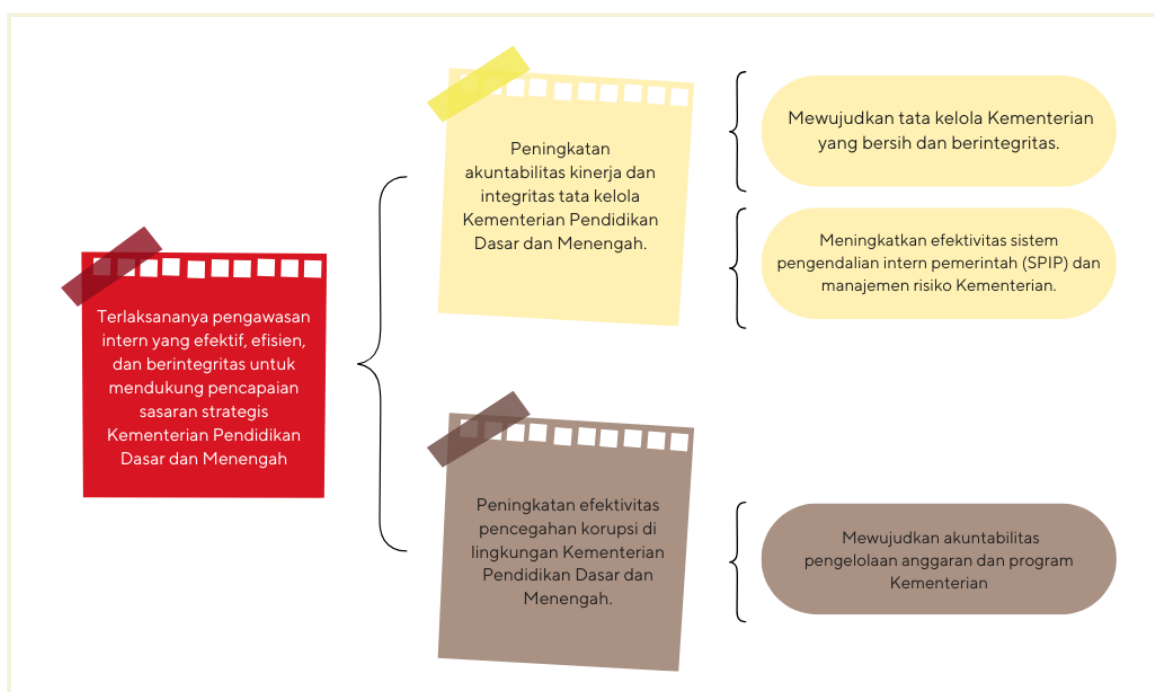 Terlaksananya pengawasan
intern yang efektif, efisien,
dan berintegritas untuk
mendukung pencapaian
sasaran strategis
Kementerian Pendidikan
Dasar dan Menengah
Peningkatan
akuntabilitas kinerja dan
integritas tata kelola
Kementerian Pendidikan
Dasar dan Menengah.
Mewujudkan tata kelola Kementerian
yang bersih dan berintegritas.
Meningkatkan efektivitas sistem
pengendalian intern pemerintah (SPIP) dan
manajemen risiko Kementerian.
Peningkatan efektivitas
pencegahan korupsi di
lingkungan Kementerian
Pendidikan Dasar dan
Menengah.
Mewujudkan akuntabilitas
pengelolaan anggaran dan program
Kementerian